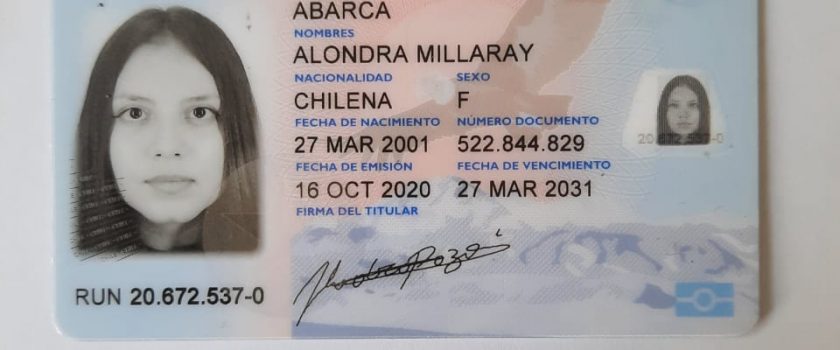 ABARCA
NOMBRES
ALONDRA MILLARAY
NACIONALIDAD SEXO
CHILENA F
FECHA DE NACIMIENTO NÚMERO DOCUMENTO
27 MAR 2001 522.844.829
FECHA DE EMISIÓN FECHA DE VENCIMIENTO
16 OCT 2020 27 MAR 2031
FIRMA DEL TITULAR
RUN 20.672.537-0
20.672.537-0